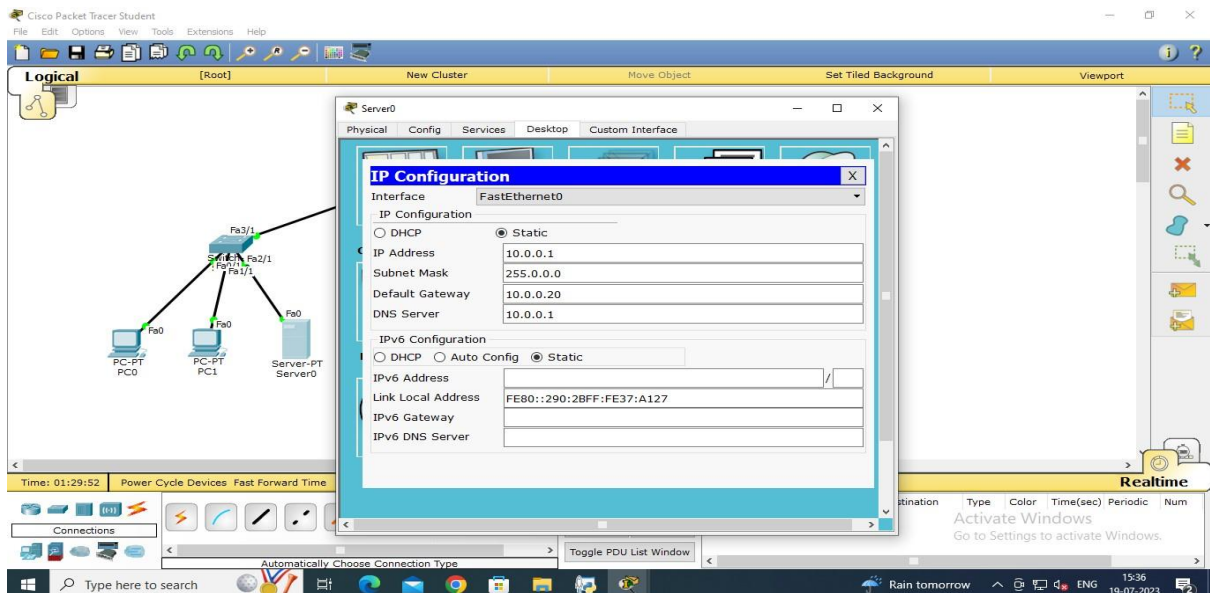 Cisco Packet Tracer Student
File Edit Options View Tools Extensions Help
Logical [Root] New Cluster Move Object Set Tiled Background Viewport
Server0
Physical Config Services Desktop Custom Interface
IP Configuration X
Interface FastEthernet0
IP Configuration
DHCP Static
IP Address 10.0.0.1
Subnet Mask 255.0.0.0
Default Gateway 10.0.0.20
DNS Server 10.0.0.1
IPv6 Configuration
DHCP Auto Config Static
IPv6 Address /
Link Local Address FE80::290:2BFF:FE37:A127
IPv6 Gateway
IPv6 DNS Server
Fa3/1
Fa2/1
Fa1/1
Fa0 Fa0 Fa0
PC-PT PC-PT Server-PT
PC0 PC1 Server0
Time: 01:29:52 Power Cycle Devices Fast Forward Time Realtime
Connections
Automatically Choose Connection Type
Toggle PDU List Window
Type Color Time(sec) Periodic Num
Activate Windows
Go to Settings to activate Windows.
Type here to search
Rain tomorrow ENG 15:36
19-07-2023